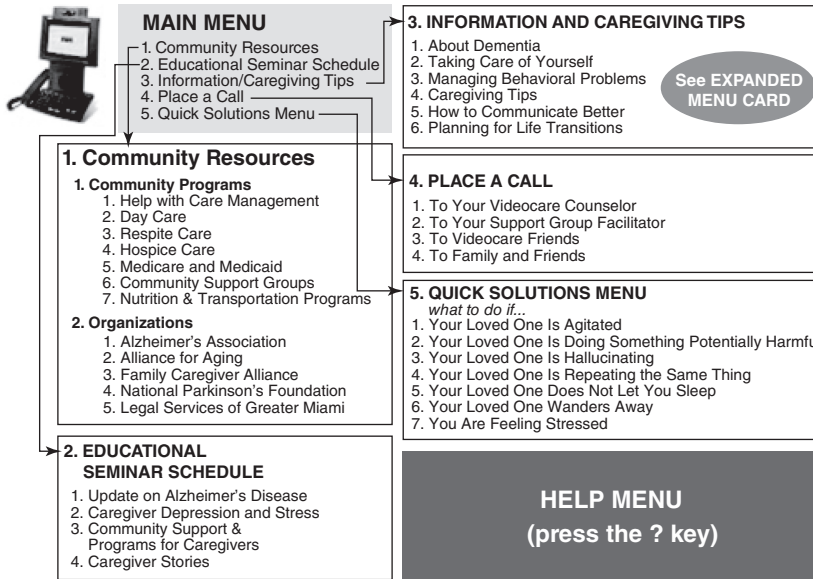 MAIN MENU
1. Community Resources
2. Educational Seminar Schedule
3. Information/Caregiving Tips
4. Place a Call
5. Quick Solutions Menu
1. Community Resources
1. Community Programs
1. Help with Care Management
2. Day Care
3. Respite Care
4. Hospice Care
5. Medicare and Medicaid
6. Community Support Groups
7. Nutrition & Transportation Programs
2. Organizations
1. Alzheimer's Association
2. Alliance for Aging
3. Family Caregiver Alliance
4. National Parkinson's Foundation
5. Legal Services of Greater Miami
2. EDUCATIONAL
SEMINAR SCHEDULE
1. Update on Alzheimer's Disease
2. Caregiver Depression and Stress
3. Community Support &
Programs for Caregivers
4. Caregiver Stories
3. INFORMATION AND CAREGIVING TIPS
1. About Dementia
2. Taking Care of Yourself
3. Managing Behavioral Problems
4. Caregiving Tips
5. How to Communicate Better
6. Planning for Life Transitions
See EXPANDED
MENU CARD
4. PLACE A CALL
1. To Your Videocare Counselor
2. To Your Support Group Facilitator
3. To Videocare Friends
4. To Family and Friends
5. QUICK SOLUTIONS MENU
what to do if...
1. Your Loved One Is Agitated
2. Your Loved One Is Doing Something Potentially Harmfu
3. Your Loved One Is Hallucinating
4. Your Loved One Is Repeating the Same Thing
5. Your Loved One Does Not Let You Sleep
6. Your Loved One Wanders Away
7. You Are Feeling Stressed
HELP MENU
(press the ? key)